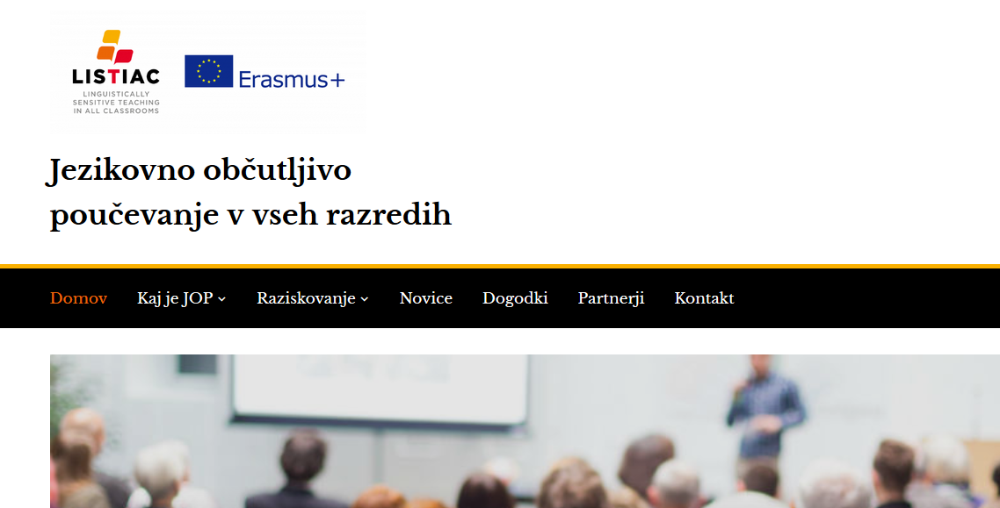 LISTIAC
LINGUISTICALLY
SENSITIVE TEACHING
IN ALL CLASSROOMS
Erasmus+
Jezikovno občutljivo
poučevanje v vseh razredih
Domov Kaj je JOP Raziskovanje Novice Dogodki Partnerji Kontakt